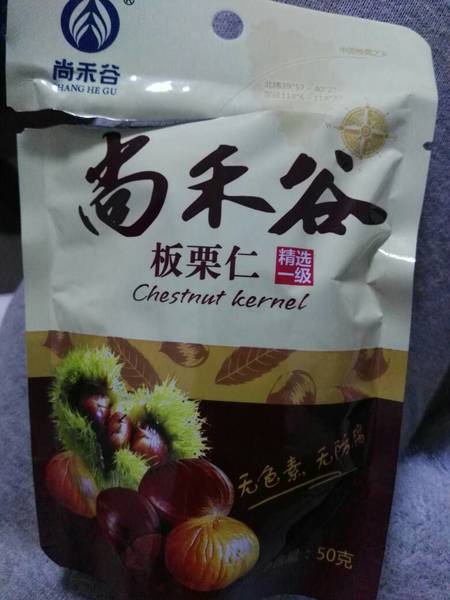 尚禾谷
SHANG HE GU
尚禾谷
板栗仁
精选
一级
Chestnut kernel
无色素 无防腐
50克